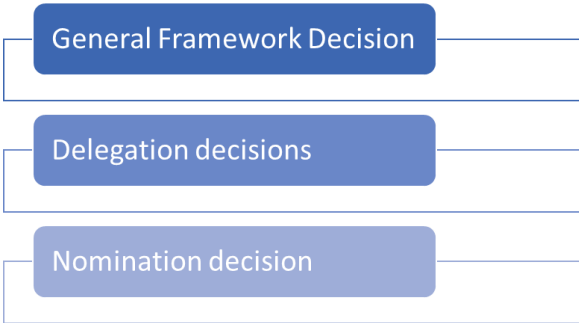 General Framework Decision
Delegation decisions
Nomination decision